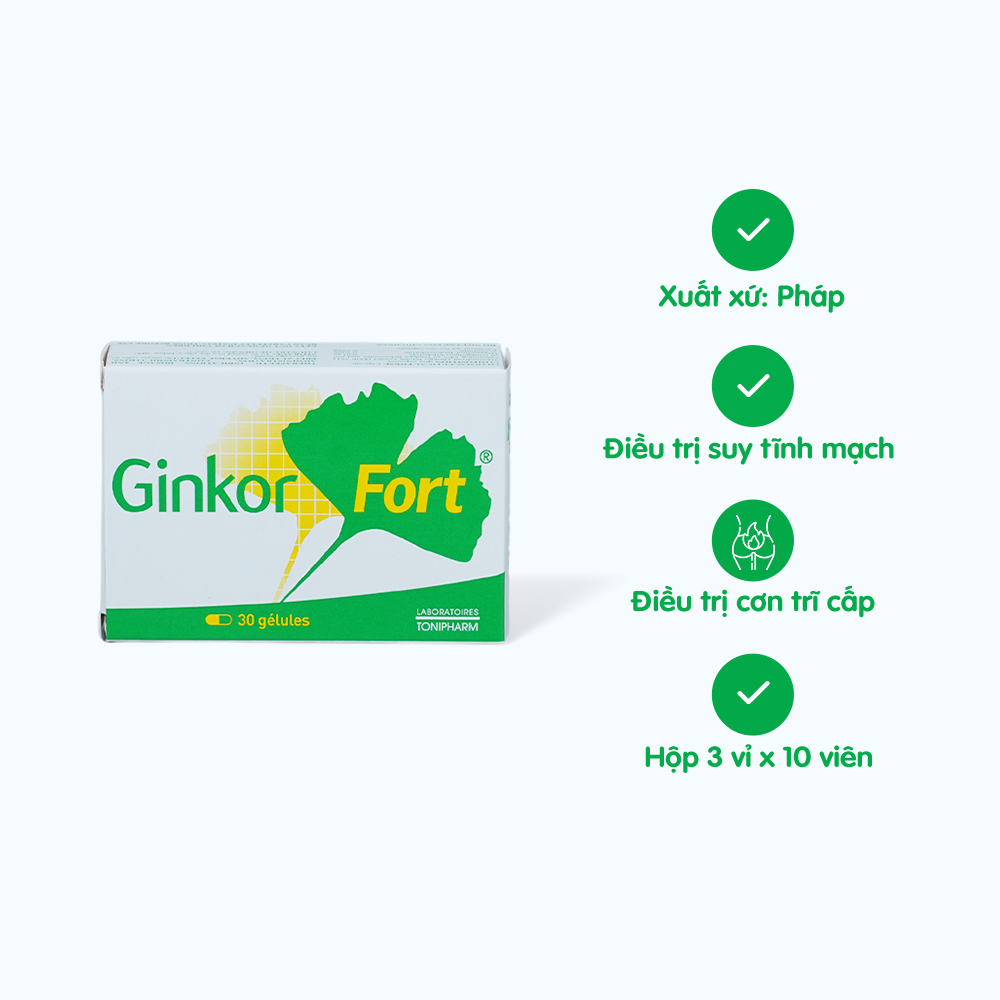 Ginkor Fort®
30 gélules
LABORATOIRES
TONIPHARM
Xuất xứ: Pháp
Điều trị suy tĩnh mạch
Điều trị cơn trĩ cấp
Hộp 3 vỉ x 10 viên